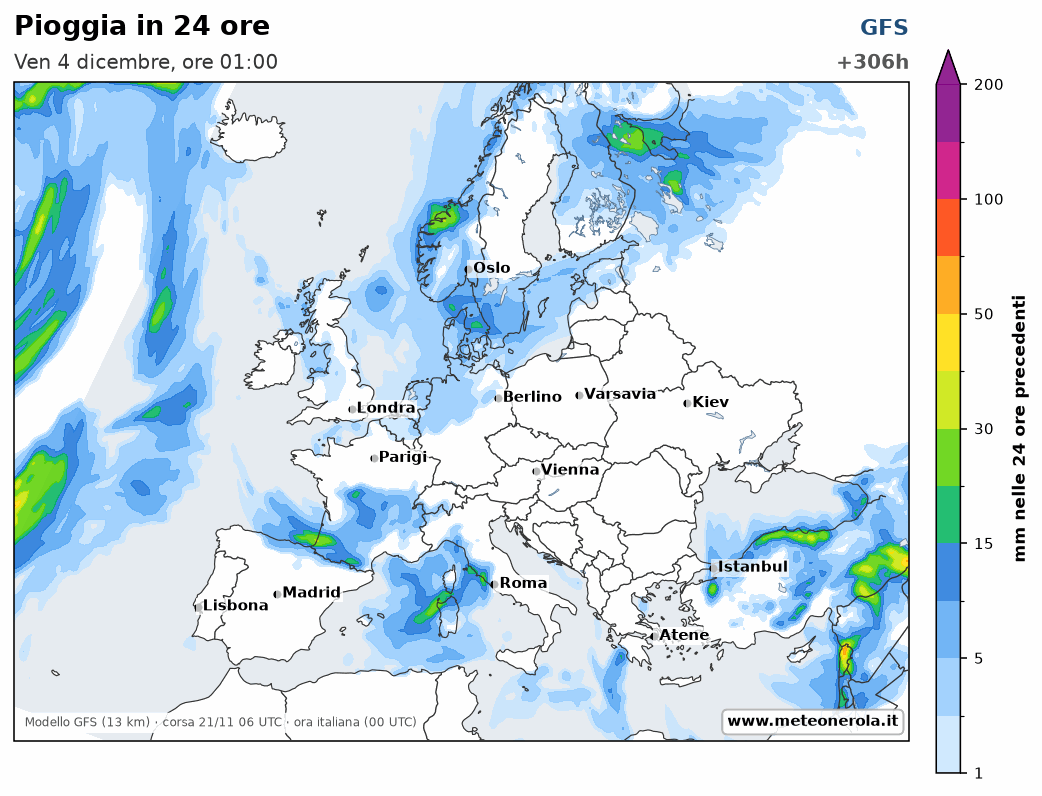 Pioggia in 24 ore
GFS
Ven 4 dicembre, ore 01:00
+306h
200
100
50
30
15
5
1
mm nelle 24 ore precedenti
Oslo
Berlino
Varsavia
Kiev
Londra
Parigi
Vienna
Istanbul
Roma
Madrid
Lisbona
Atene
Modello GFS (13 km) · corsa 21/11 06 UTC · ora italiana (00 UTC)
www.meteonerola.it